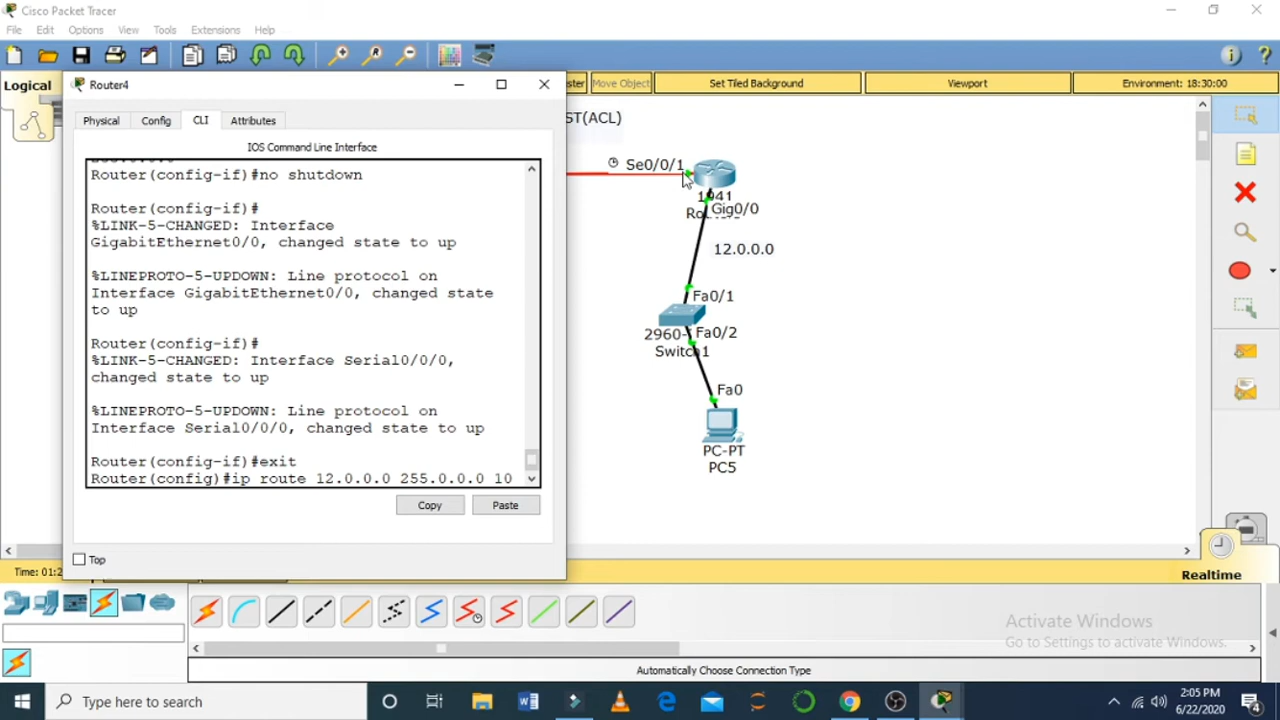 Cisco Packet Tracer
File Edit Options View Tools Extensions Help
Logical
Move Object
Set Tiled Background
Viewport
Environment: 18:30:00
Router4
Physical Config CLI Attributes
IOS Command Line Interface
Router(config-if)#no shutdown
Router(config-if)#
%LINK-5-CHANGED: Interface
GigabitEthernet0/0, changed state to up
%LINEPROTO-5-UPDOWN: Line protocol on
Interface GigabitEthernet0/0, changed state
to up
Router(config-if)#
%LINK-5-CHANGED: Interface Serial0/0/0,
changed state to up
%LINEPROTO-5-UPDOWN: Line protocol on
Interface Serial0/0/0, changed state to up
Router(config-if)#exit
Router(config)#ip route 12.0.0.0 255.0.0.0 10
Copy Paste
Top
ST(ACL)
Se0/0/1
1941
Gig0/0
12.0.0.0
Fa0/1
Fa0/2
Switch1
Fa0
PC-PT
PC5
Realtime
Activate Windows
Go to Settings to activate Windows.
Automatically Choose Connection Type
Type here to search
2:05 PM
6/22/2020
4